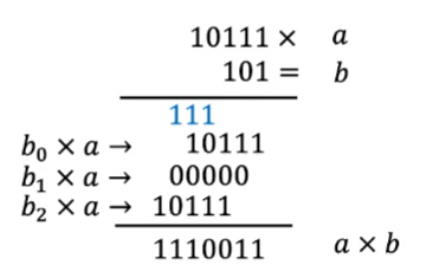 10111 × a
101 = b
111
b₀ × a → 10111
b₁ × a → 00000
b₂ × a → 10111
1110011 a × b